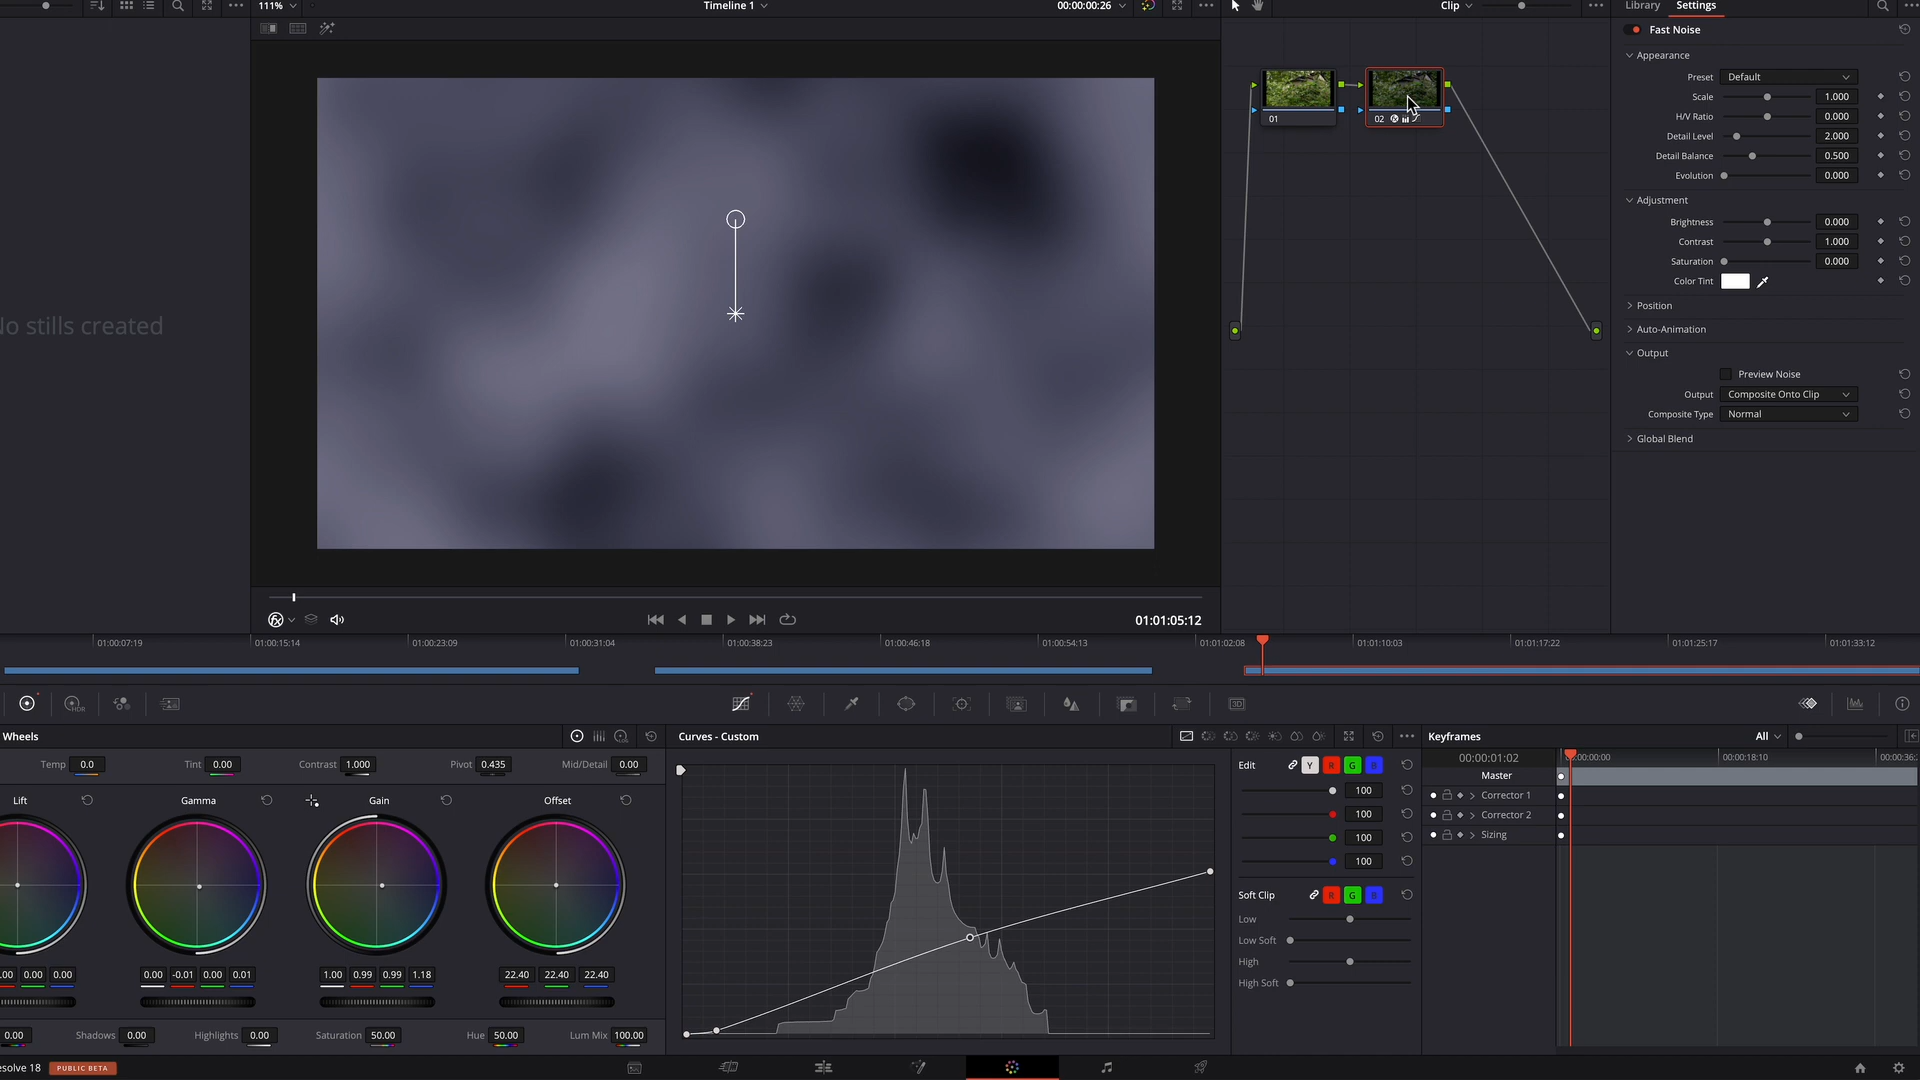 111%
Timeline 1
00:00:00:26
Clip
Library
Settings
Fast Noise
Appearance
Preset Default
Scale 1.000
H/V Ratio 0.000
Detail Level 2.000
Detail Balance 0.500
Evolution 0.000
Adjustment
Brightness 0.000
Contrast 1.000
Saturation 0.000
Color Tint
Position
Auto-Animation
Output
Preview Noise
Output Composite Onto Clip
Composite Type Normal
Global Blend
01
02
No stills created
01:01:05:12
01:00:07:19
01:00:15:14
01:00:23:09
01:00:31:04
01:00:38:23
01:00:46:18
01:00:54:13
01:01:02:08
01:01:10:03
01:01:17:22
01:01:25:17
01:01:33:12
HDR
3D
Wheels
Temp 0.0
Tint 0.00
Contrast 1.000
Pivot 0.435
Mid/Detail 0.00
Lift
Gamma
Gain
Offset
.00 0.00 0.00
0.00 -0.01 0.00 0.01
1.00 0.99 0.99 1.18
22.40 22.40 22.40
0.00
Shadows 0.00
Highlights 0.00
Saturation 50.00
Hue 50.00
Lum Mix 100.00
Curves - Custom
Edit
Y R G B
100
100
100
100
Soft Clip
R G B
Low
Low Soft
High
High Soft
Keyframes
All
00:00:01:02
00:00:00:00
00:00:18:10
00:00:36:
Master
Corrector 1
Corrector 2
Sizing
esolve 18
PUBLIC BETA